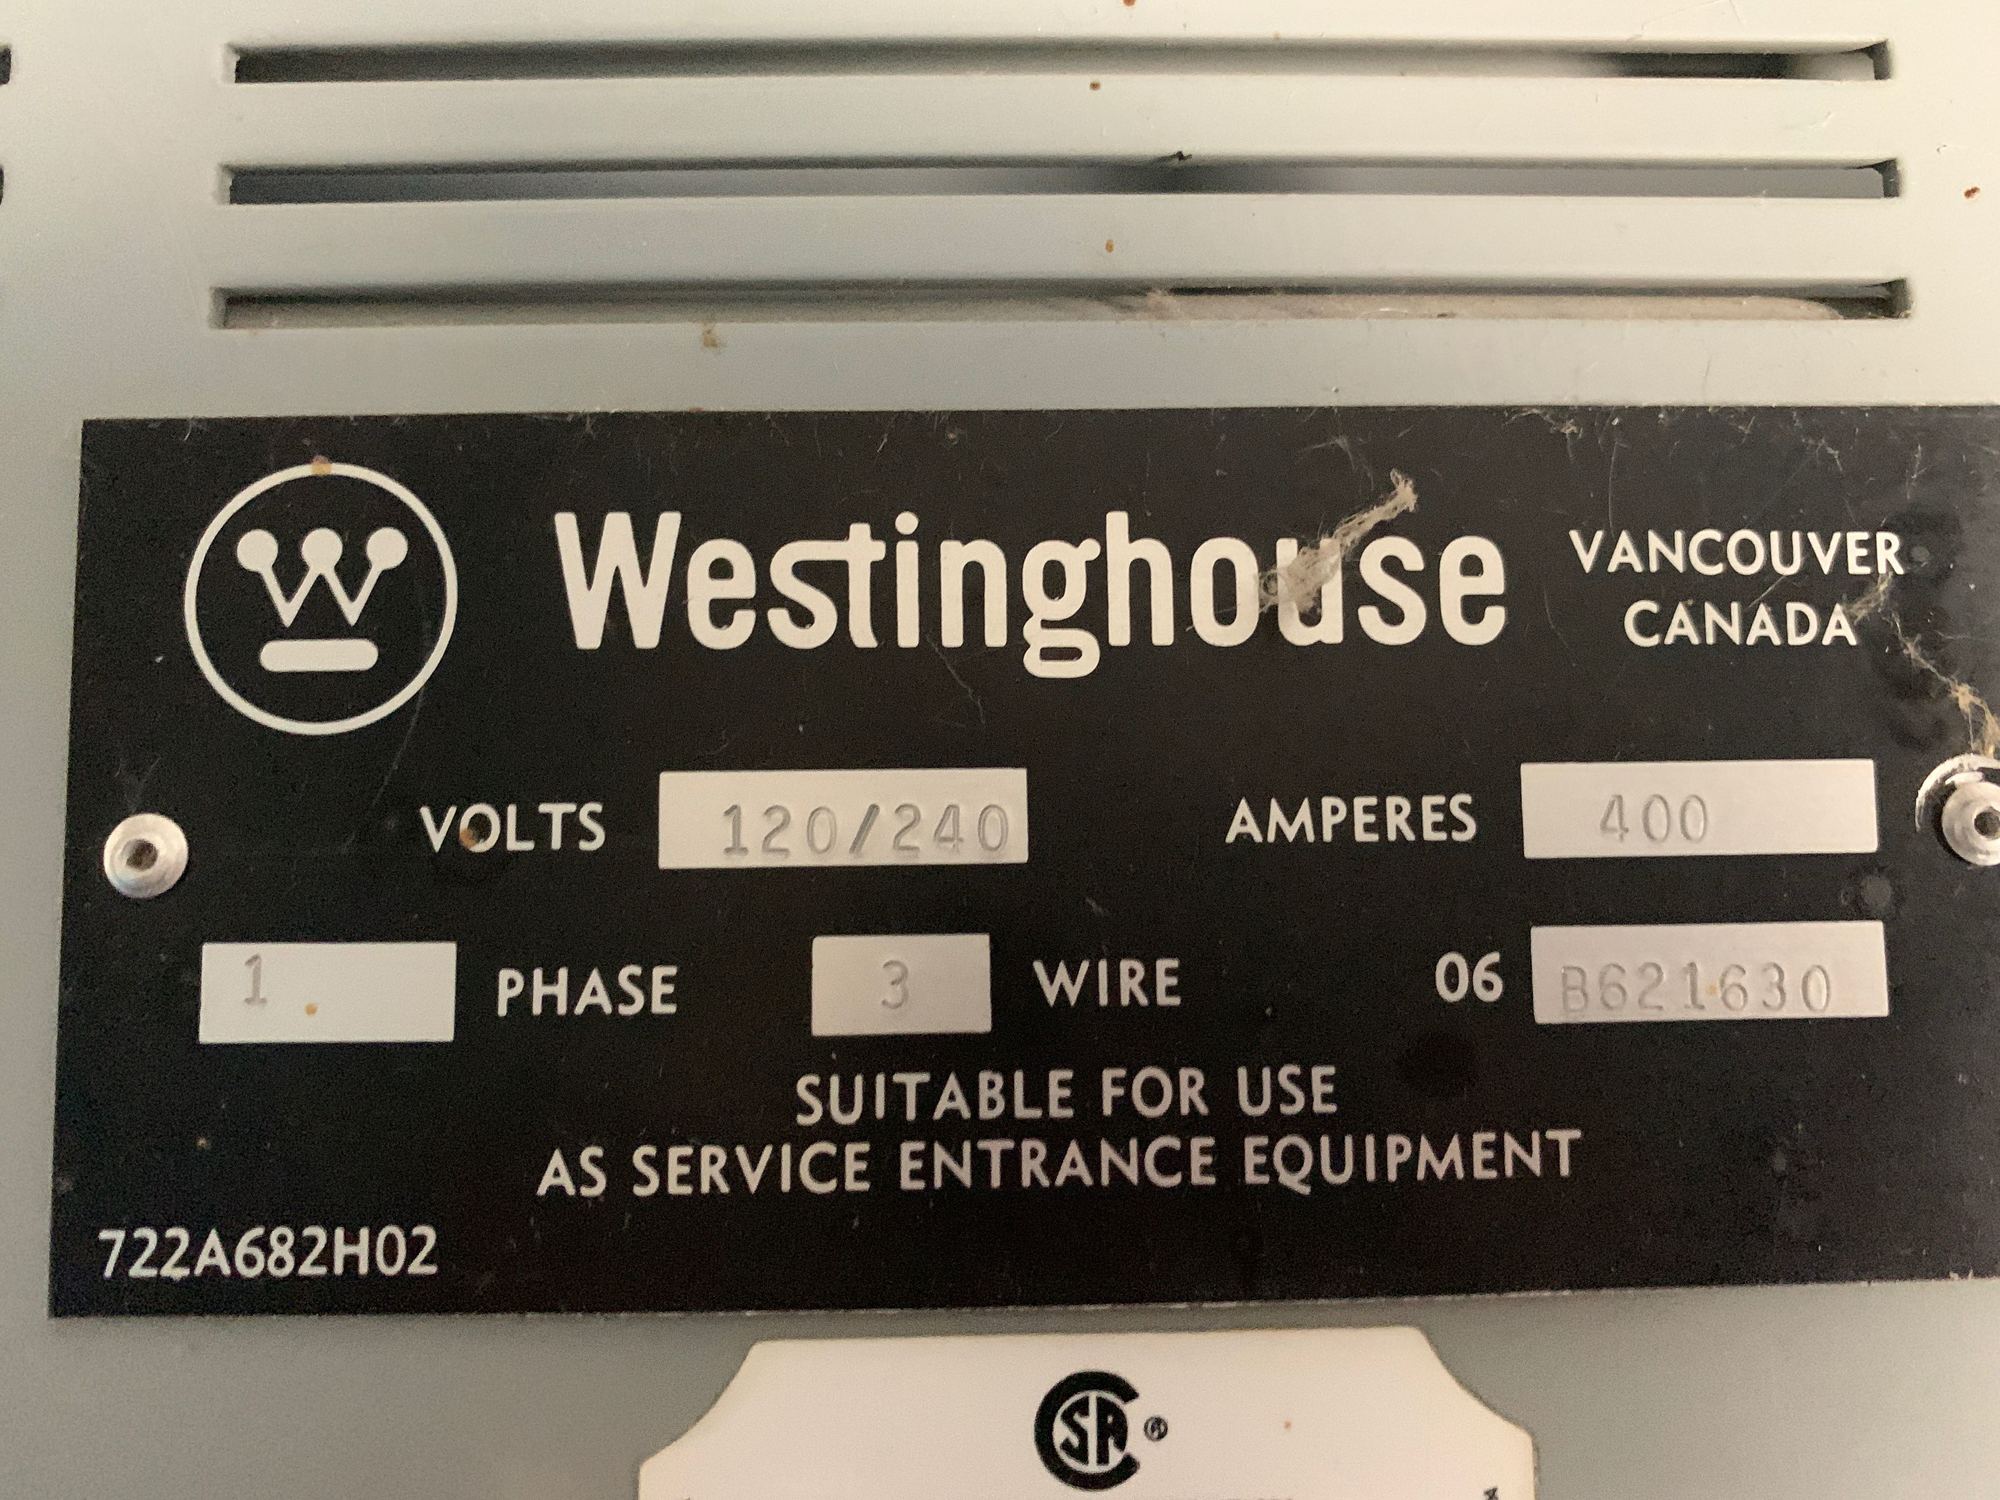 W
Westinghouse
VANCOUVER
CANADA
VOLTS 120/240 AMPERES 400
1 PHASE 3 WIRE 06 B621630
SUITABLE FOR USE
AS SERVICE ENTRANCE EQUIPMENT
722A682H02
CSA ®